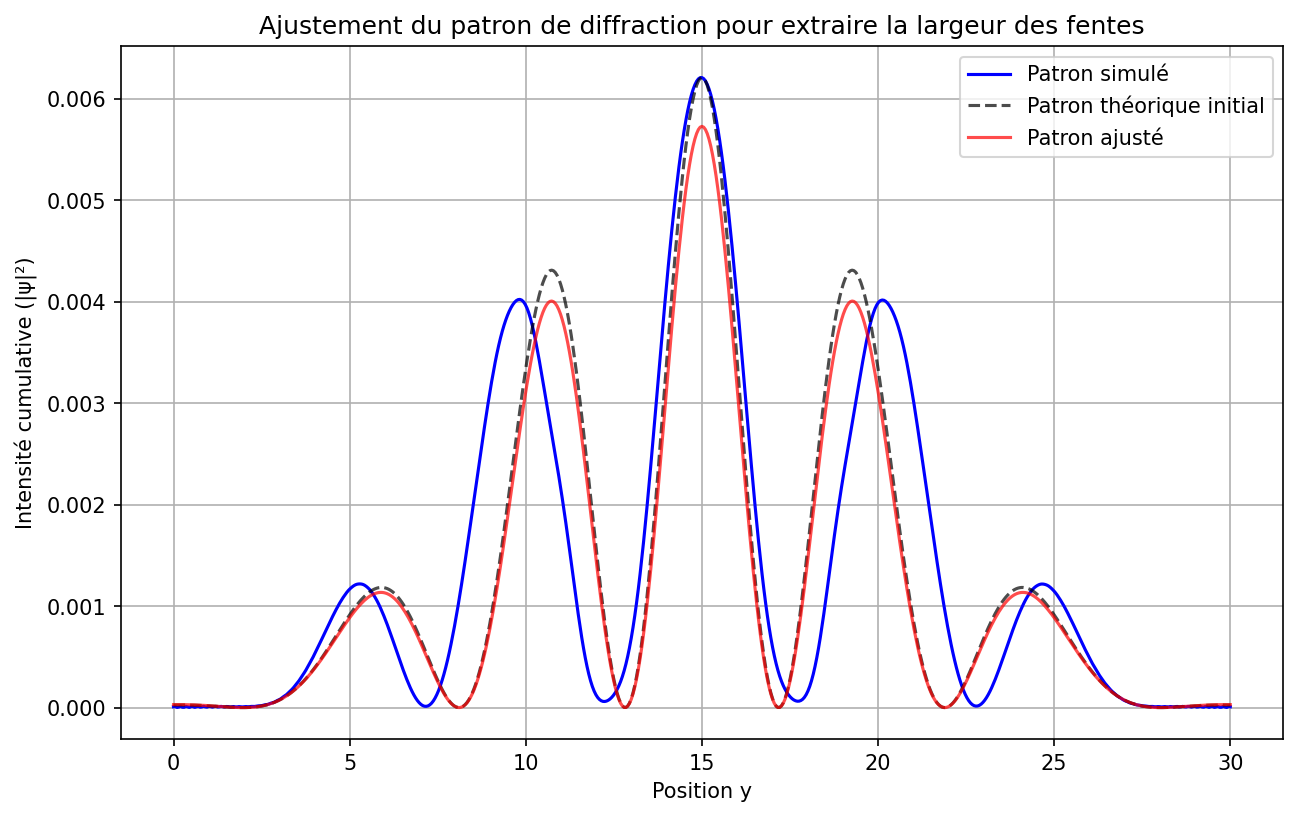 Ajustement du patron de diffraction pour extraire la largeur des fentes
Patron simulé
Patron théorique initial
Patron ajusté
Intensité cumulative (|ψ|²)
0.006
0.005
0.004
0.003
0.002
0.001
0.000
0 5 10 15 20 25 30
Position y